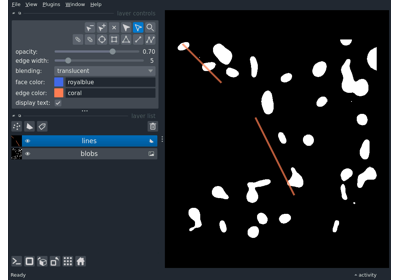 File View Plugins Window Help
layer controls
opacity: 0.70
edge width: 5
blending: translucent
face color: royalblue
edge color: coral
display text:
layer list
lines
blobs
activity